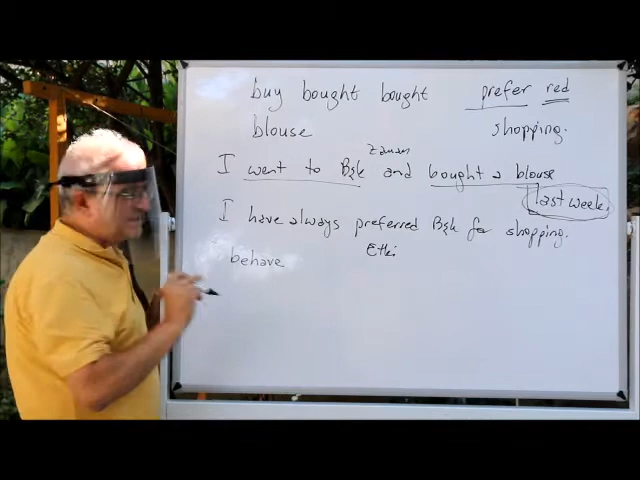 buy bought bought prefer red
blouse shopping.
Zaman
I went to Bşk and bought a blouse
last week.
I have always preferred Bşk for shopping.
behave Etki